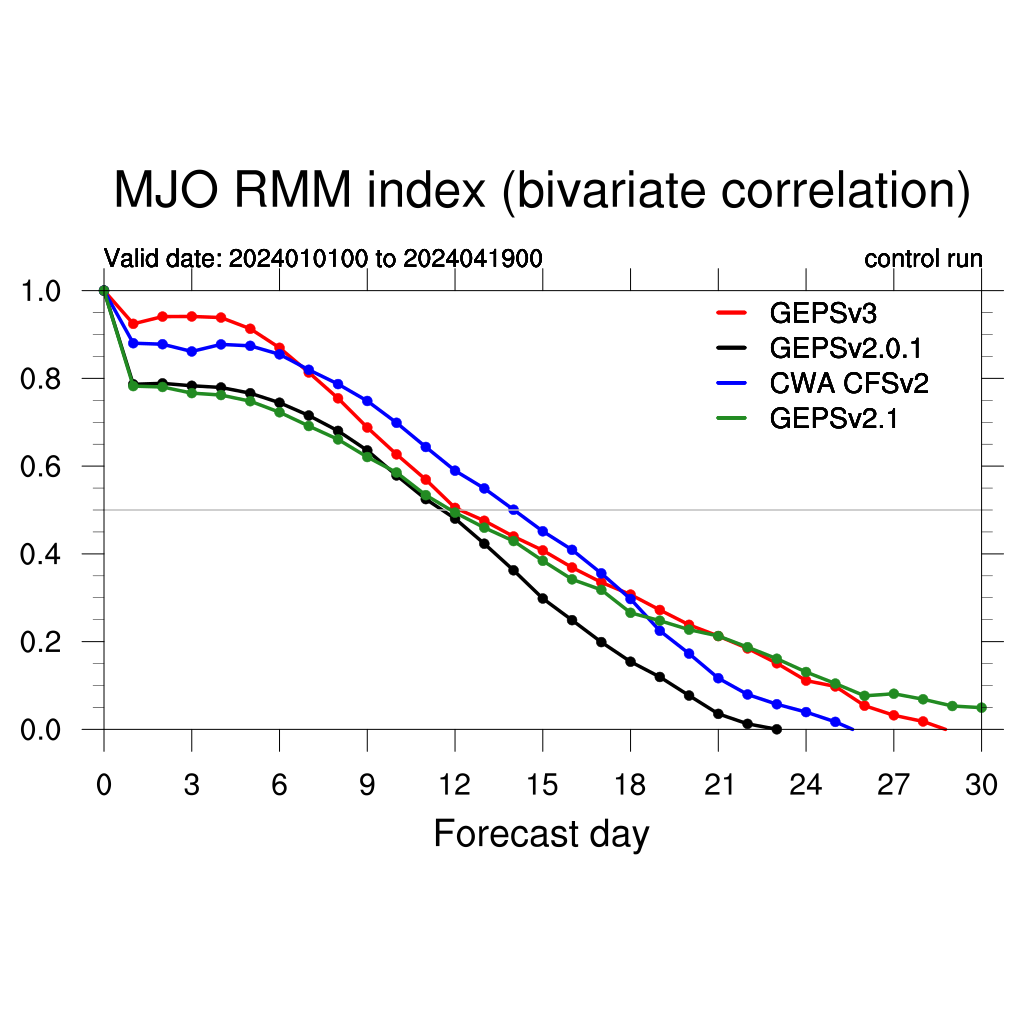 MJO RMM index (bivariate correlation)
Valid date: 2024010100 to 2024041900 control run
1.0
0.8
0.6
0.4
0.2
0.0
GEPSv3
GEPSv2.0.1
CWA CFSv2
GEPSv2.1
0 3 6 9 12 15 18 21 24 27 30
Forecast day